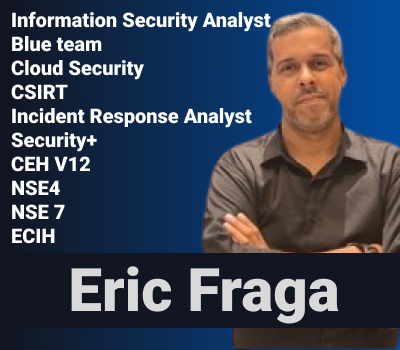 Information Security Analyst
Blue team
Cloud Security
CSIRT
Incident Response Analyst
Security+
CEH V12
NSE4
NSE 7
ECIH
Eric Fraga